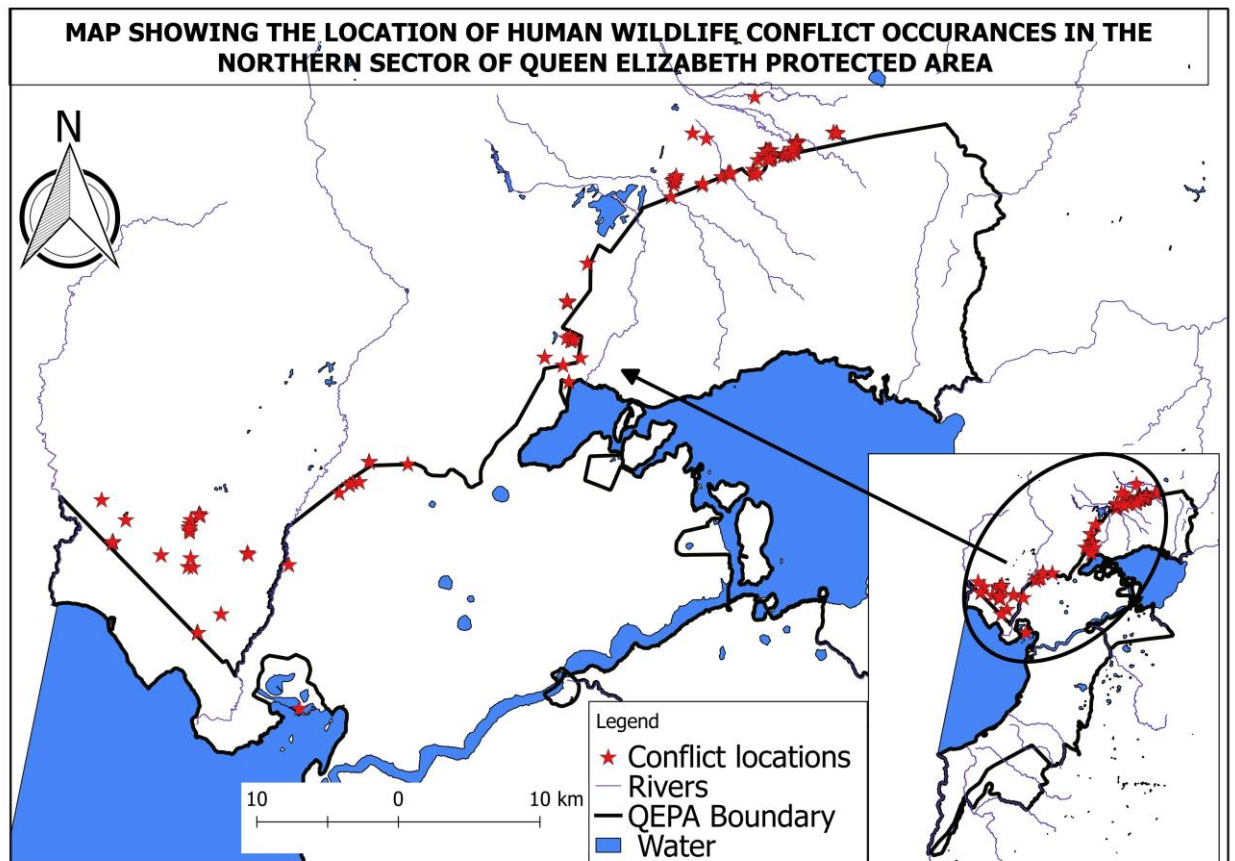 MAP SHOWING THE LOCATION OF HUMAN WILDLIFE CONFLICT OCCURANCES IN THE
NORTHERN SECTOR OF QUEEN ELIZABETH PROTECTED AREA
N
Legend
Conflict locations
Rivers
QEPA Boundary
Water
10 0 10 km